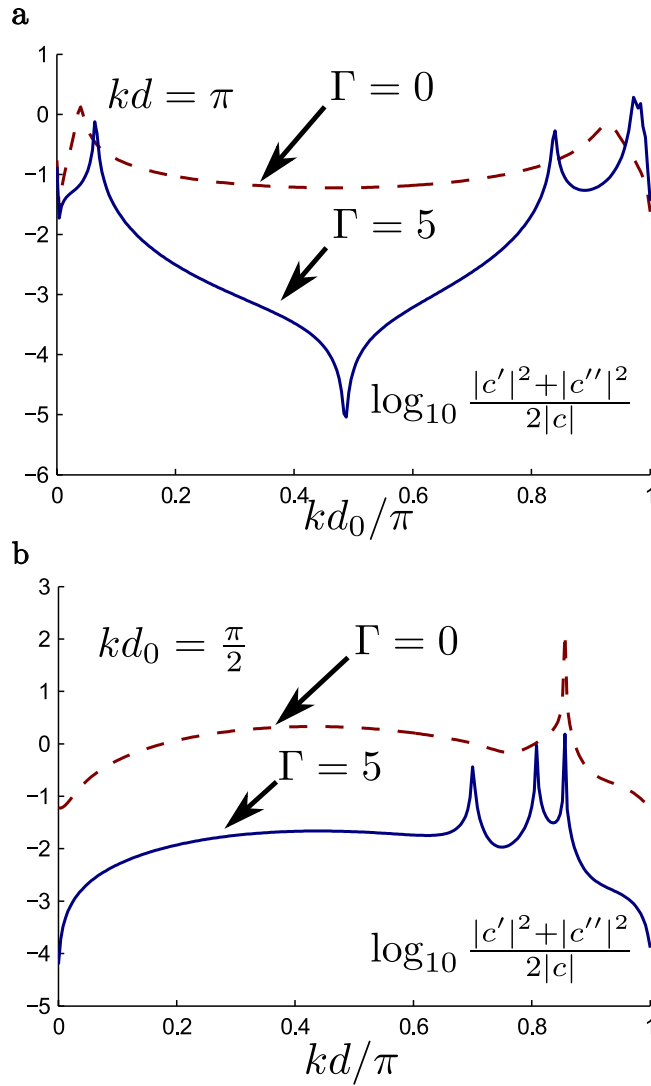 a
1
0
-1
-2
-3
-4
-5
-6
kd = π
Γ = 0
Γ = 5
log₁₀ |c′|²+|c″|² / 2|c|
0 0.2 0.4 0.6 0.8 1
kd₀/π
b
3
2
1
0
-1
-2
-3
-4
-5
kd₀ = π/2
Γ = 0
Γ = 5
log₁₀ |c′|²+|c″|² / 2|c|
0 0.2 0.4 0.6 0.8 1
kd/π